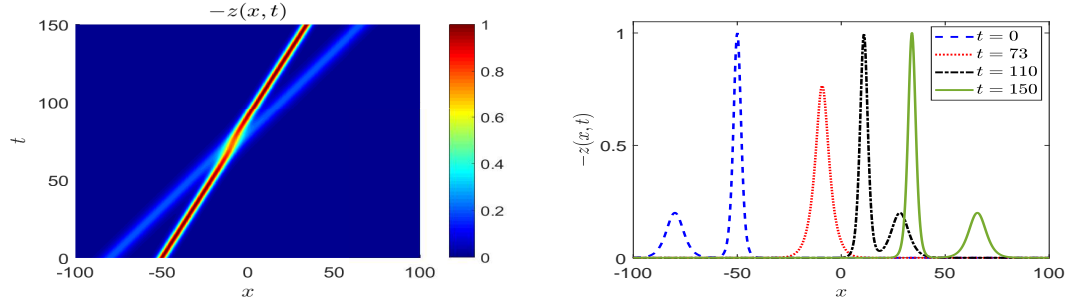 −z(x, t)
150
100
50
0
t
-100 -50 0 50 100
x
1
0.8
0.6
0.4
0.2
0
1
0.5
0
−z(x, t)
-100 -50 0 50 100
x
t = 0
t = 73
t = 110
t = 150